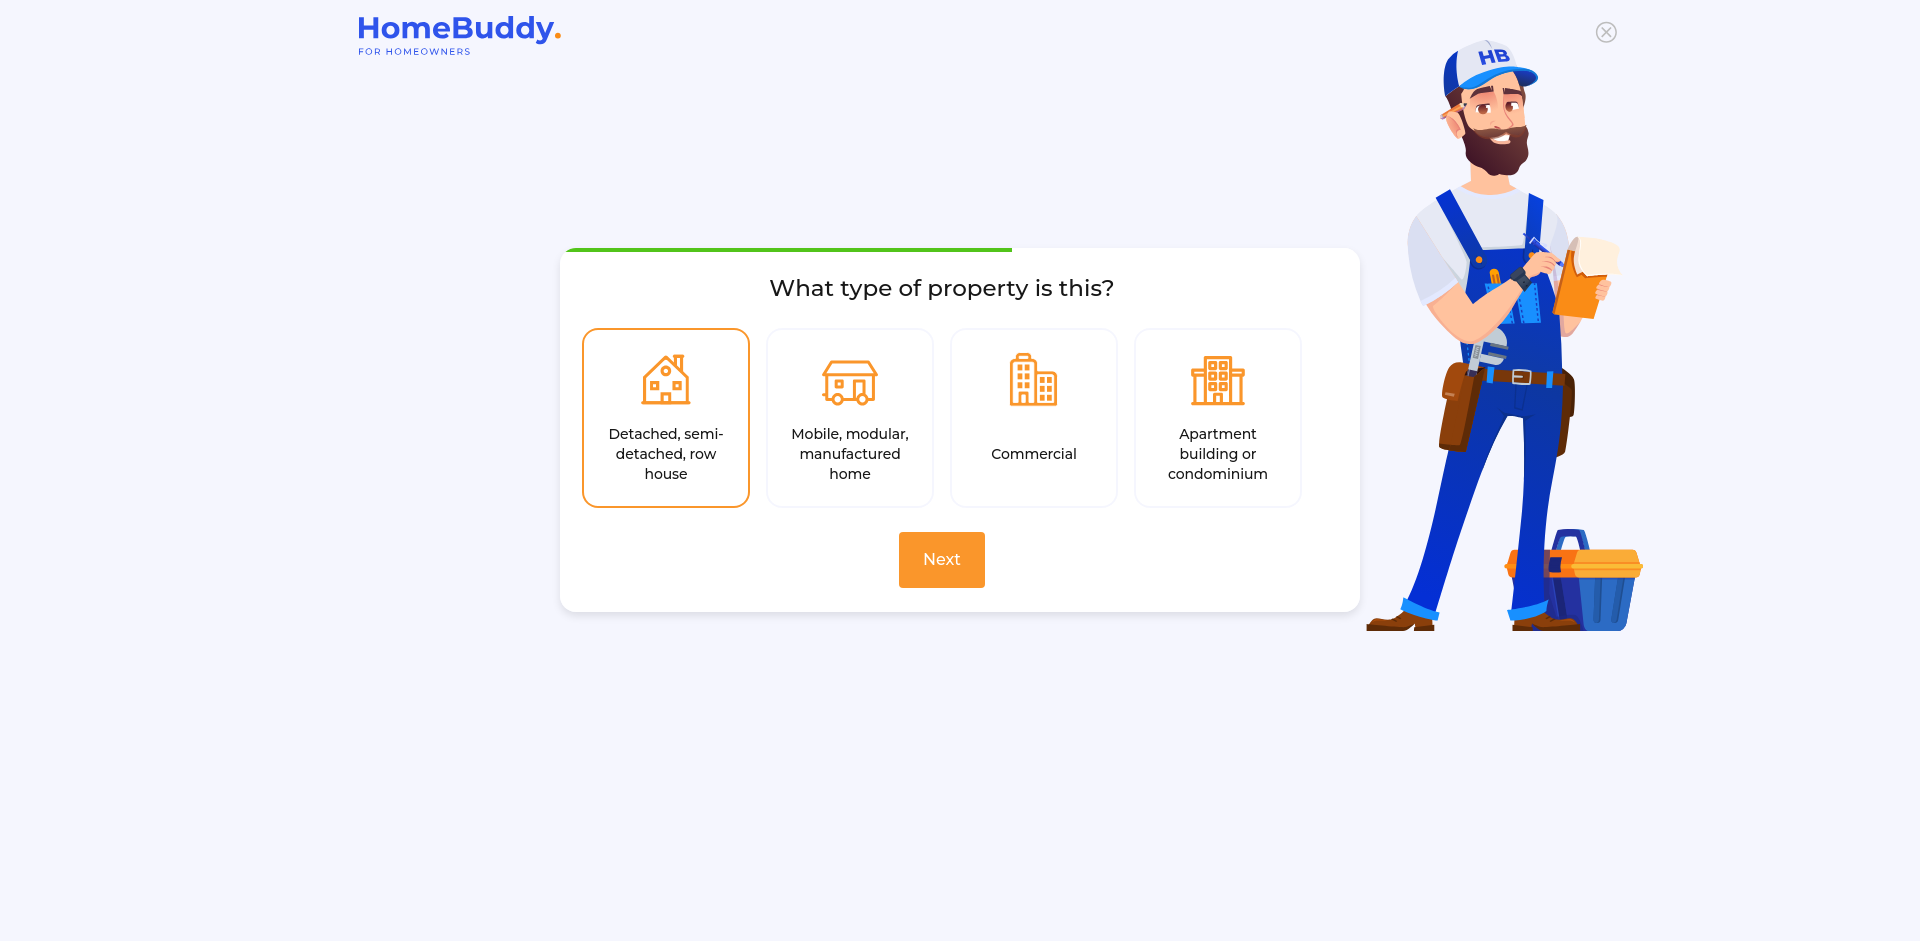 HomeBuddy.
FOR HOMEOWNERS
HB
What type of property is this?
Detached, semi-
detached, row
house
Mobile, modular,
manufactured
home
Commercial
Apartment
building or
condominium
Next